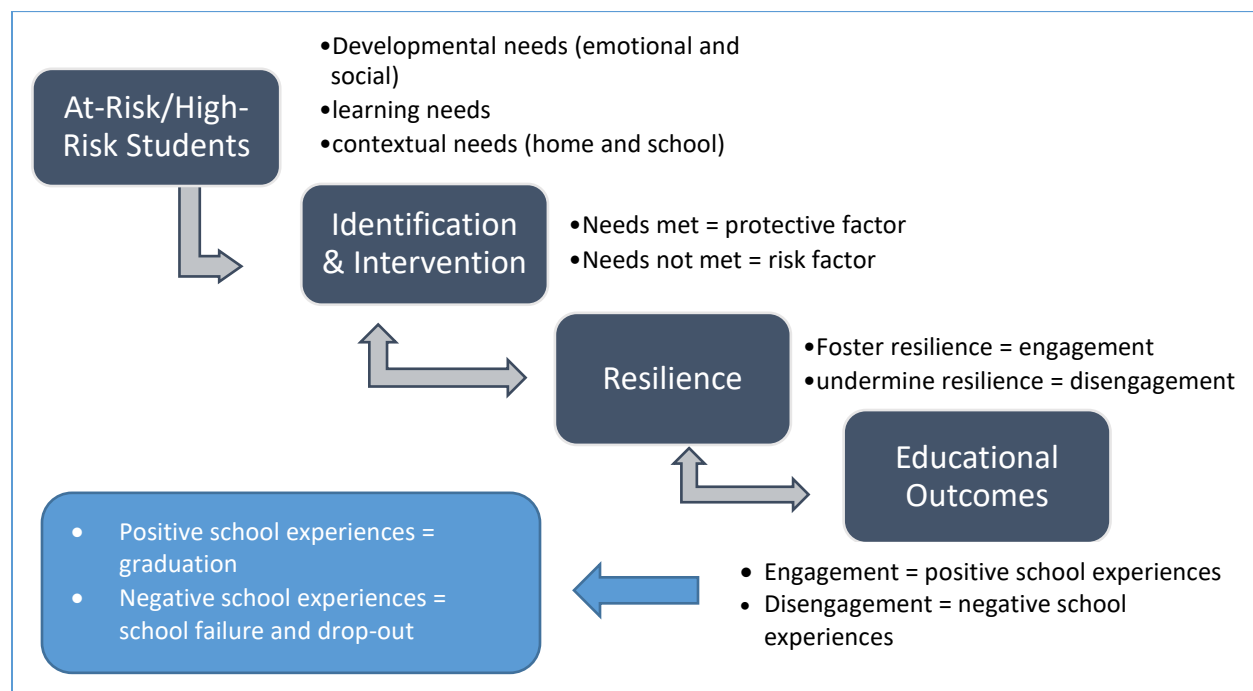 At-Risk/High-
Risk Students
•Developmental needs (emotional and
social)
•learning needs
•contextual needs (home and school)
Identification
& Intervention
•Needs met = protective factor
•Needs not met = risk factor
Resilience
•Foster resilience = engagement
•undermine resilience = disengagement
Educational
Outcomes
• Engagement = positive school experiences
• Disengagement = negative school
experiences
• Positive school experiences =
graduation
• Negative school experiences =
school failure and drop-out